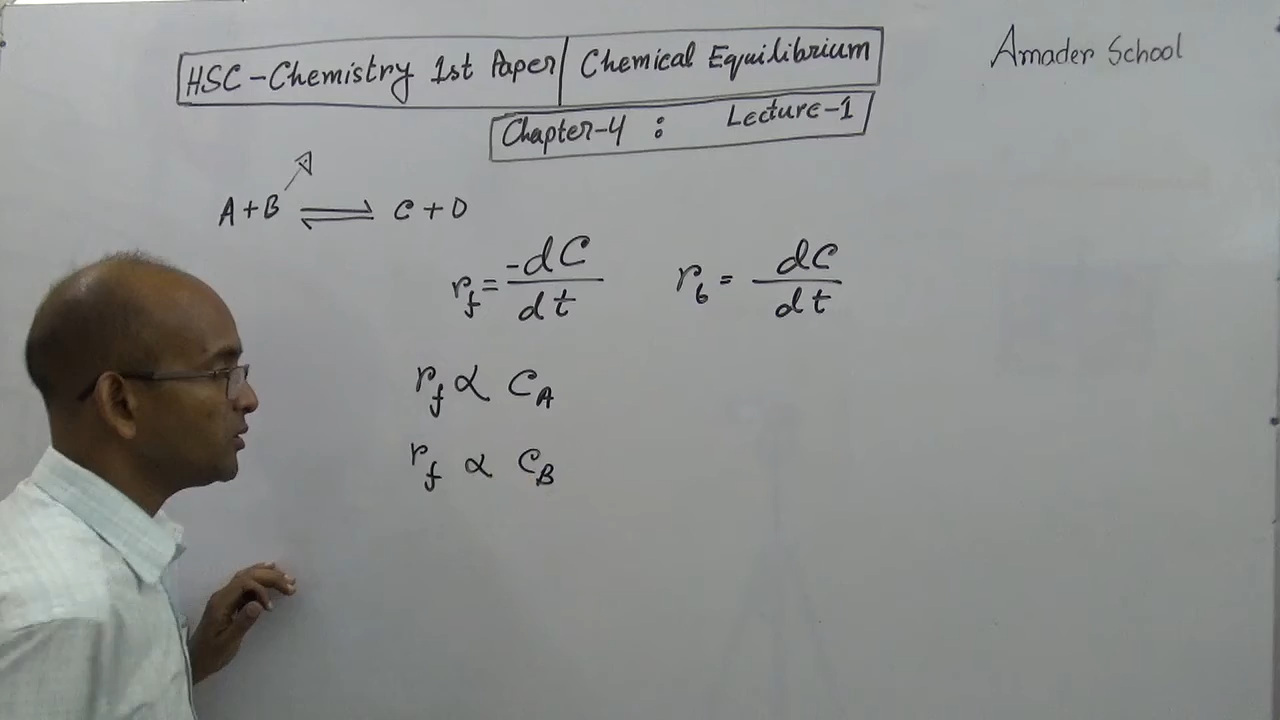 HSC-Chemistry 1st Paper | Chemical Equilibrium
Amader School
Chapter-4 : Lecture-1
A+B ⇌ C+D
r_f = -dC/dt r_b = dC/dt
r_f ∝ C_A
r_f ∝ C_B